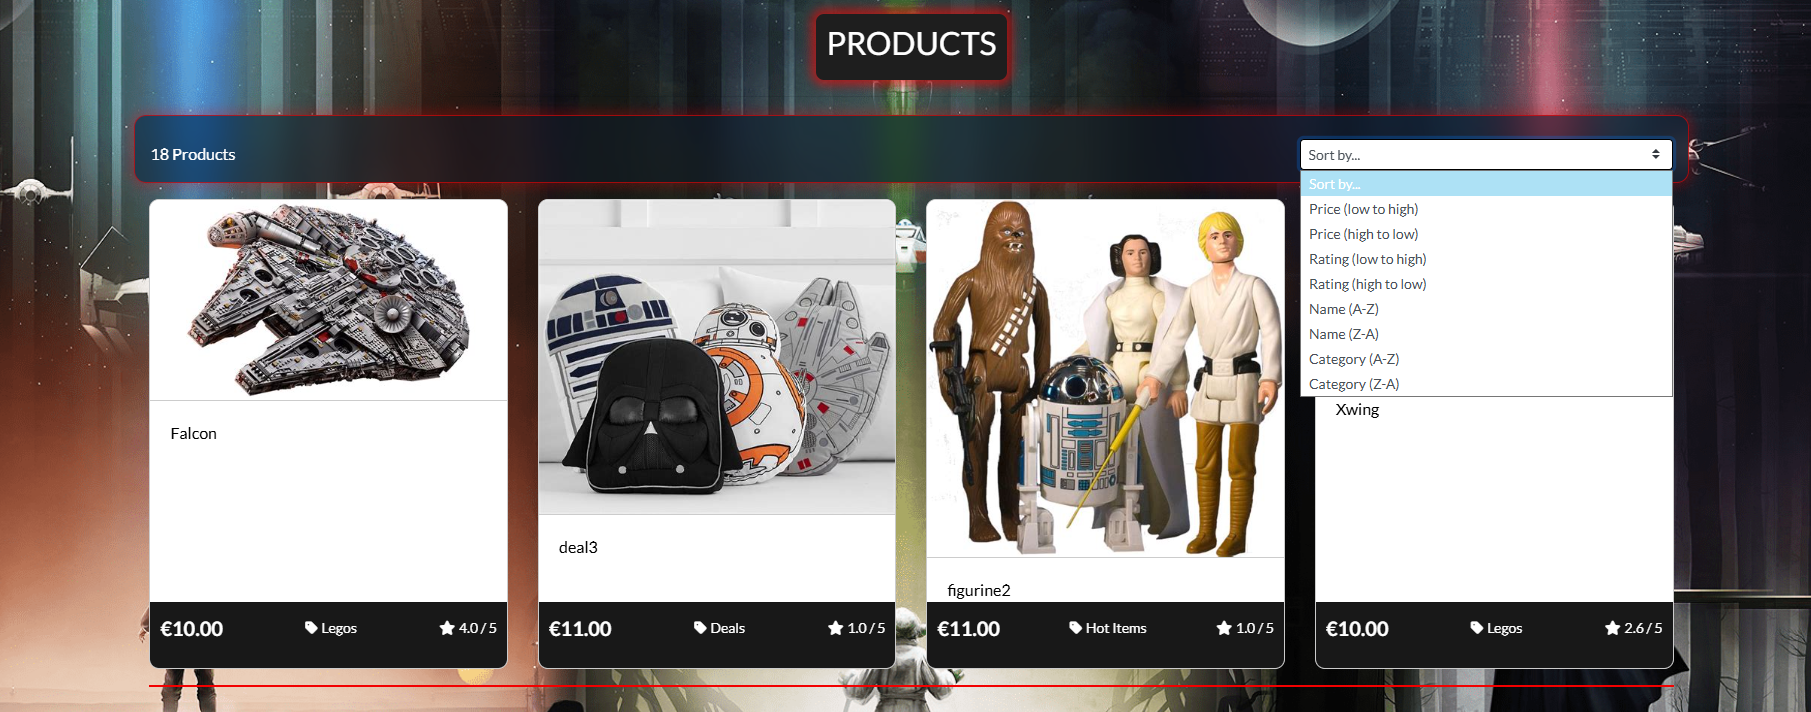 PRODUCTS
18 Products
Sort by...
Sort by...
Price (low to high)
Price (high to low)
Rating (low to high)
Rating (high to low)
Name (A-Z)
Name (Z-A)
Category (A-Z)
Category (Z-A)
Falcon
€10.00 Legos 4.0 / 5
deal3
€11.00 Deals 1.0 / 5
figurine2
€11.00 Hot Items 1.0 / 5
Xwing
€10.00 Legos 2.6 / 5